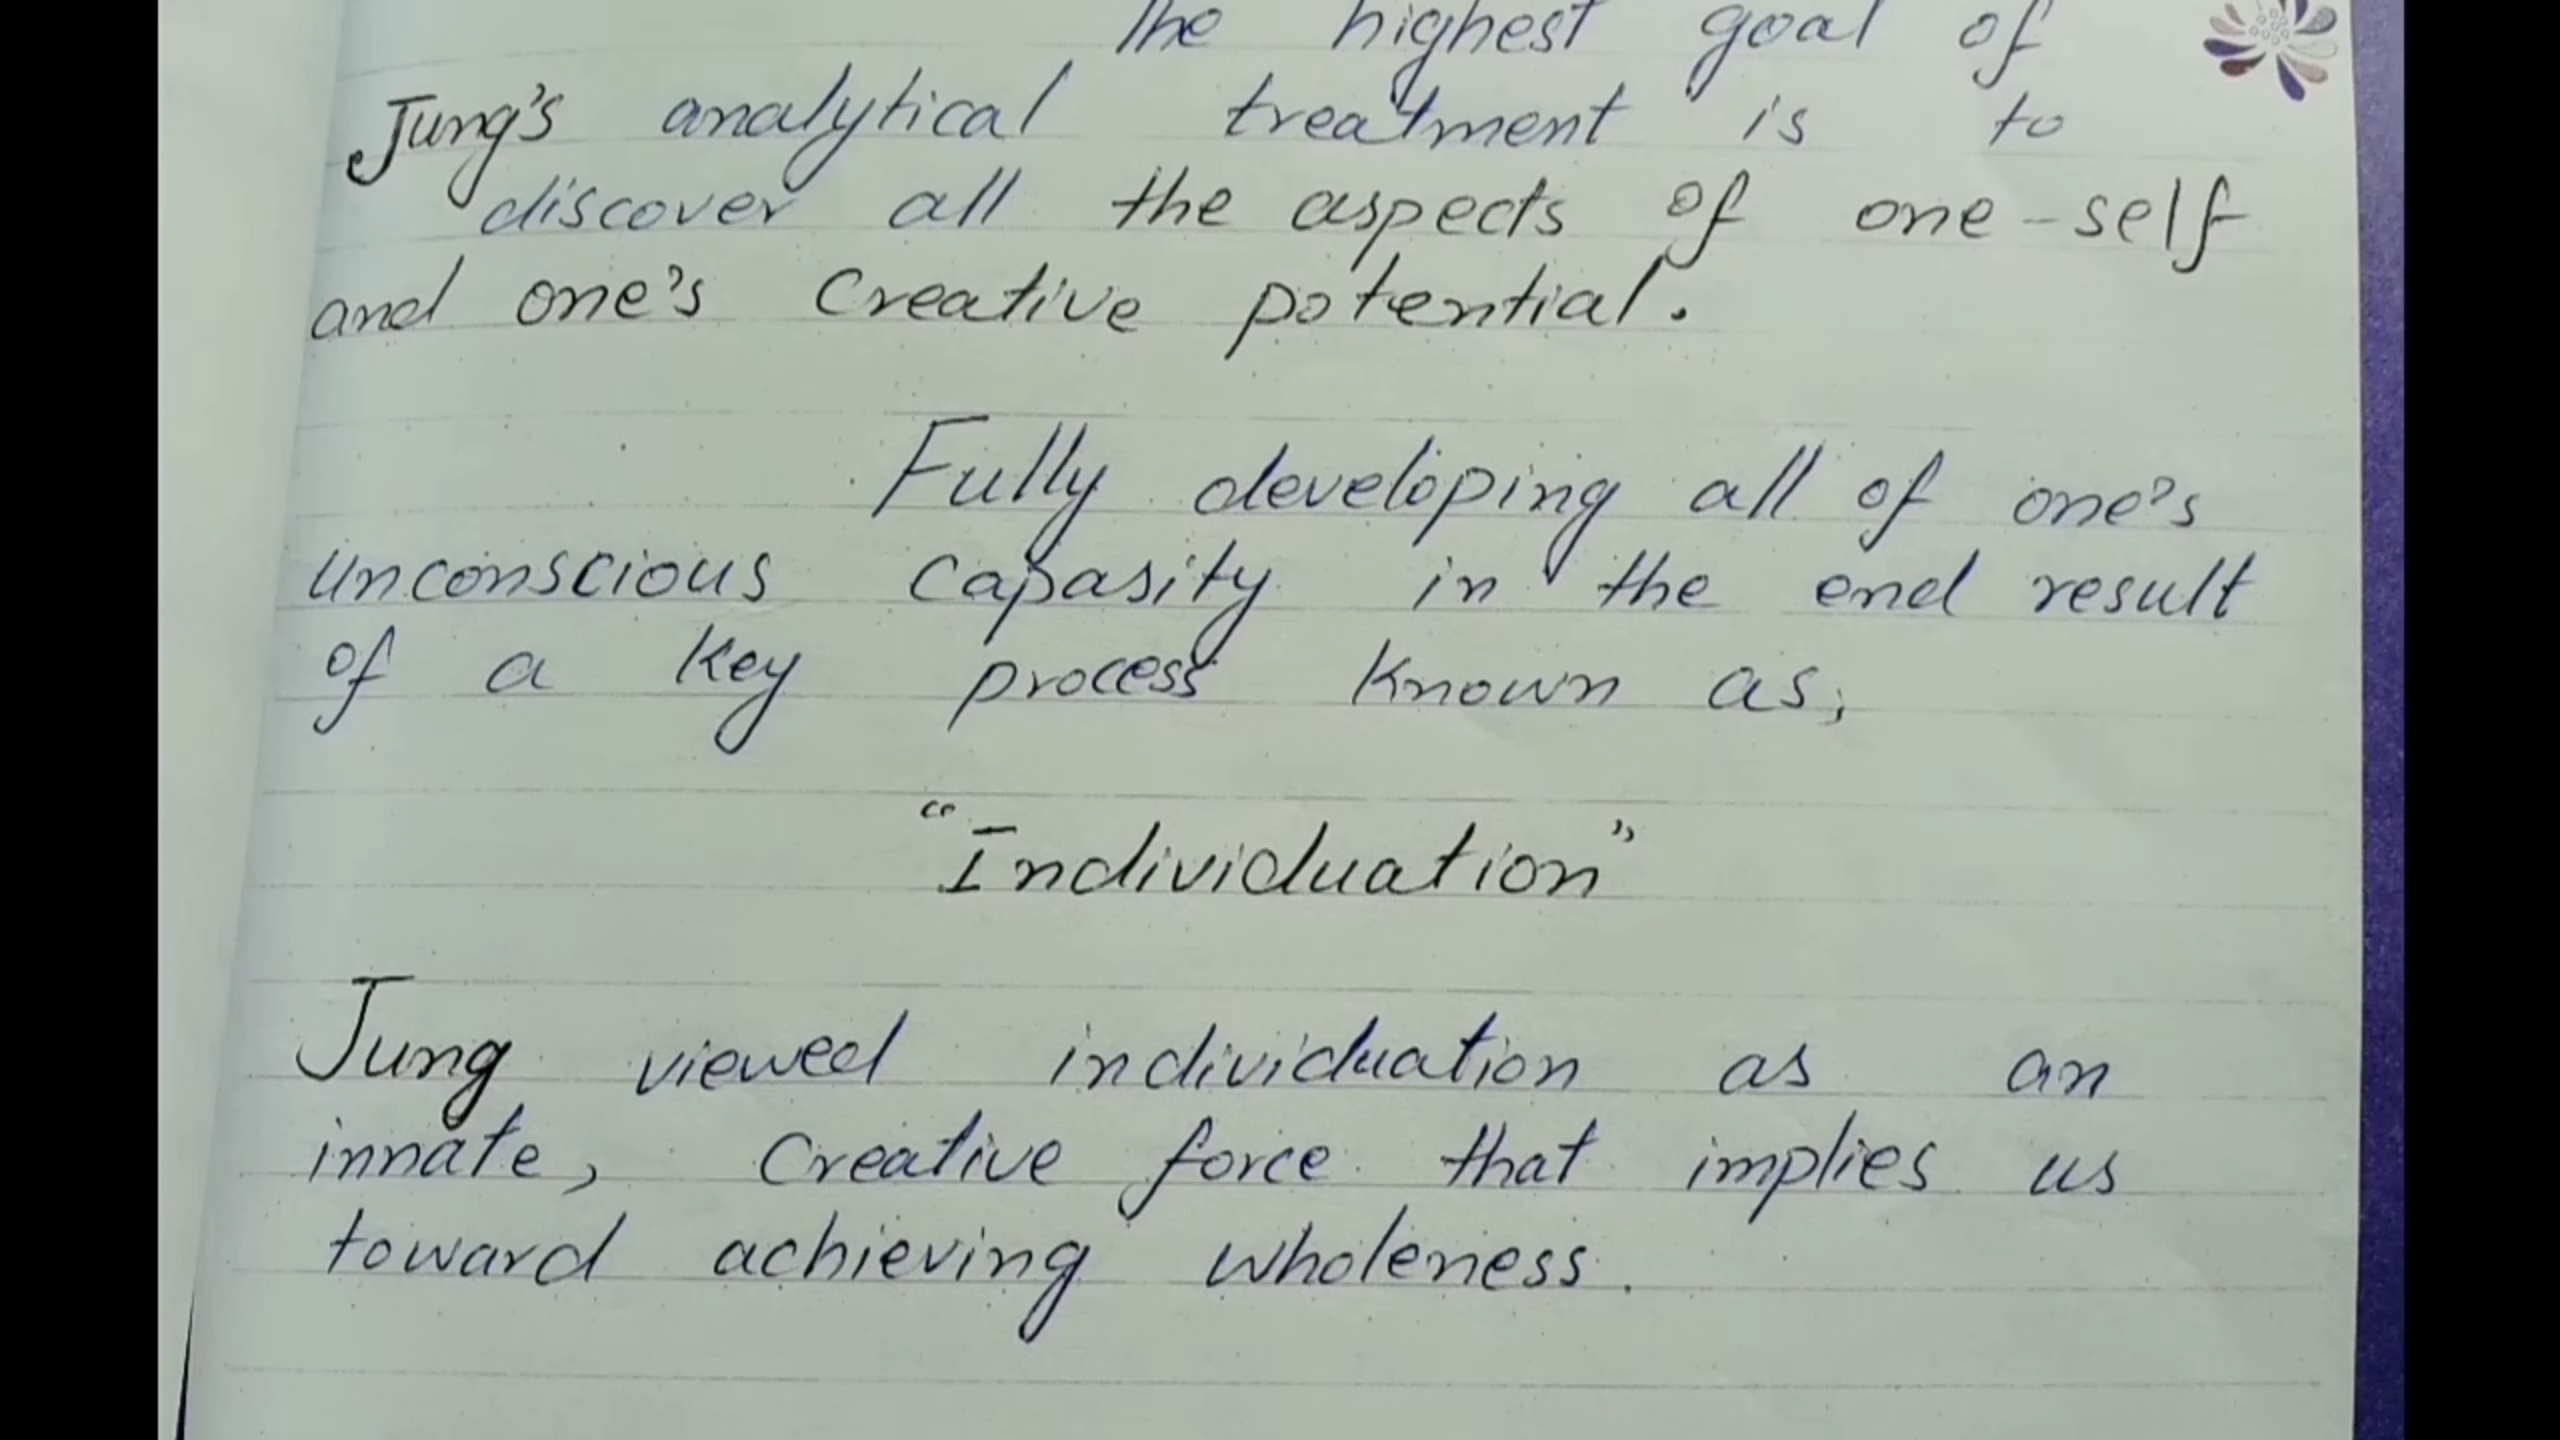 The highest goal of
Jung's analytical treatment is to
discover all the aspects of one-self
and one's Creative potential.
Fully developing all of one's
unconscious Capasity in the end result
of a key process known as,
"Individuation"
Jung viewed individuation as an
innate, Creative force that implies us
toward achieving wholeness.